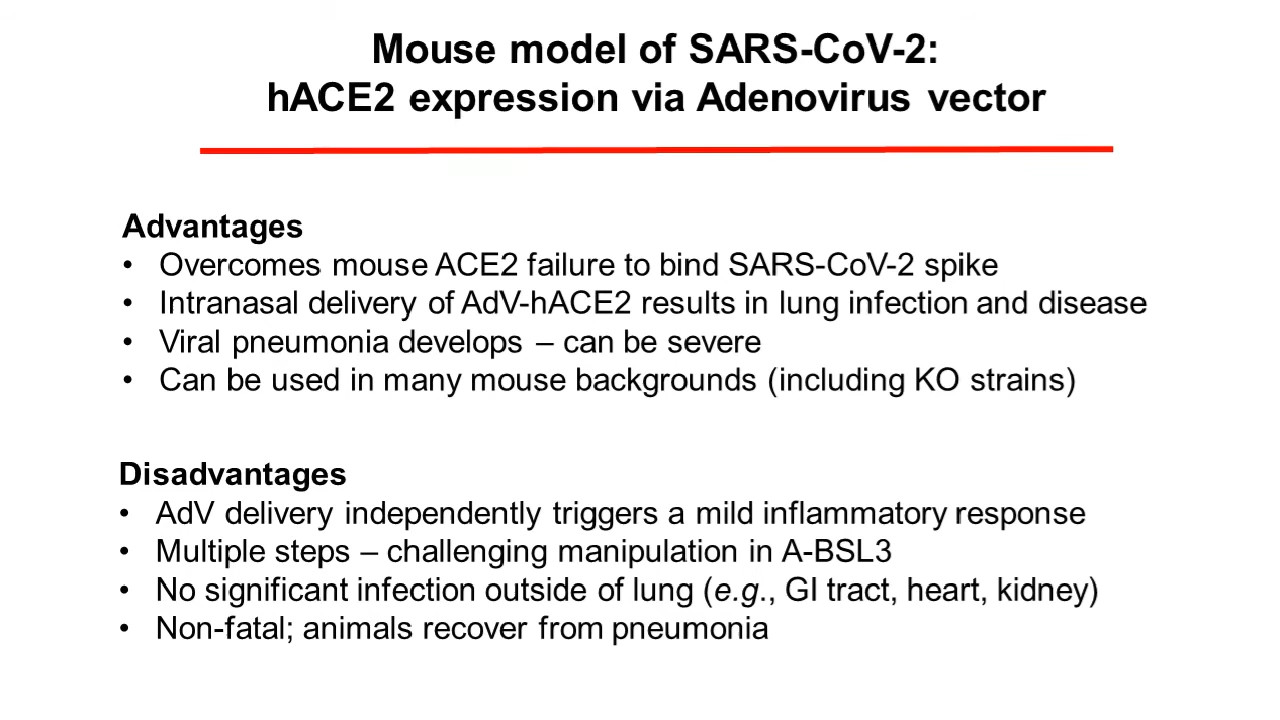 Mouse model of SARS-CoV-2:
hACE2 expression via Adenovirus vector
Advantages
• Overcomes mouse ACE2 failure to bind SARS-CoV-2 spike
• Intranasal delivery of AdV-hACE2 results in lung infection and disease
• Viral pneumonia develops – can be severe
• Can be used in many mouse backgrounds (including KO strains)
Disadvantages
• AdV delivery independently triggers a mild inflammatory response
• Multiple steps – challenging manipulation in A-BSL3
• No significant infection outside of lung (e.g., GI tract, heart, kidney)
• Non-fatal; animals recover from pneumonia